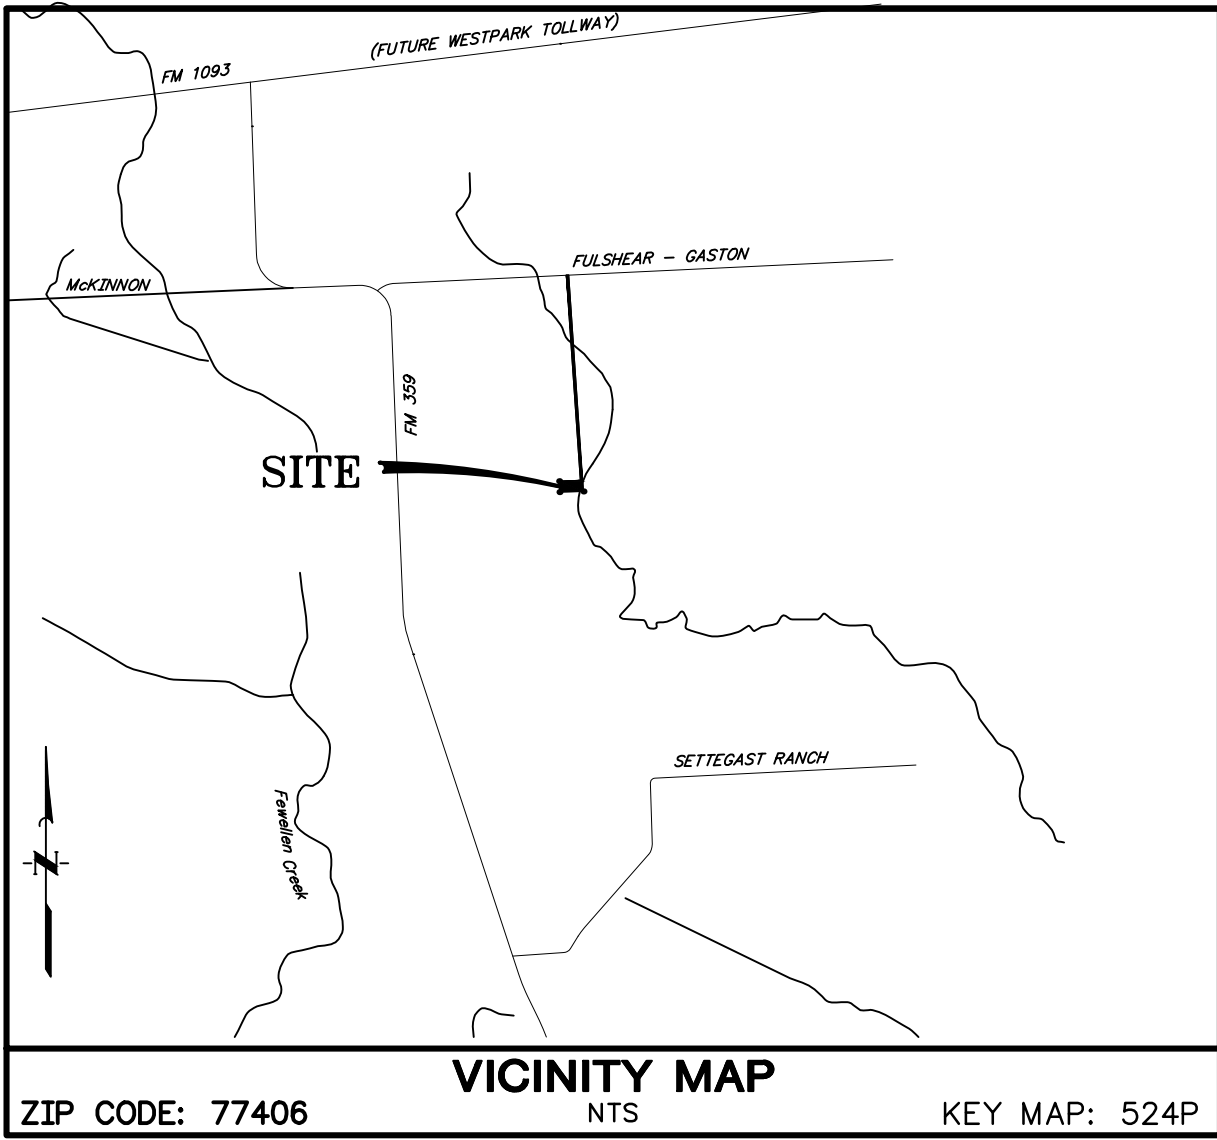 (FUTURE WESTPARK TOLLWAY)
FM 1093
FULSHEAR - GASTON
McKINNON
FM 359
SITE
SETTEGAST RANCH
Fewellen Creek
N
VICINITY MAP
ZIP CODE: 77406
NTS
KEY MAP: 524P